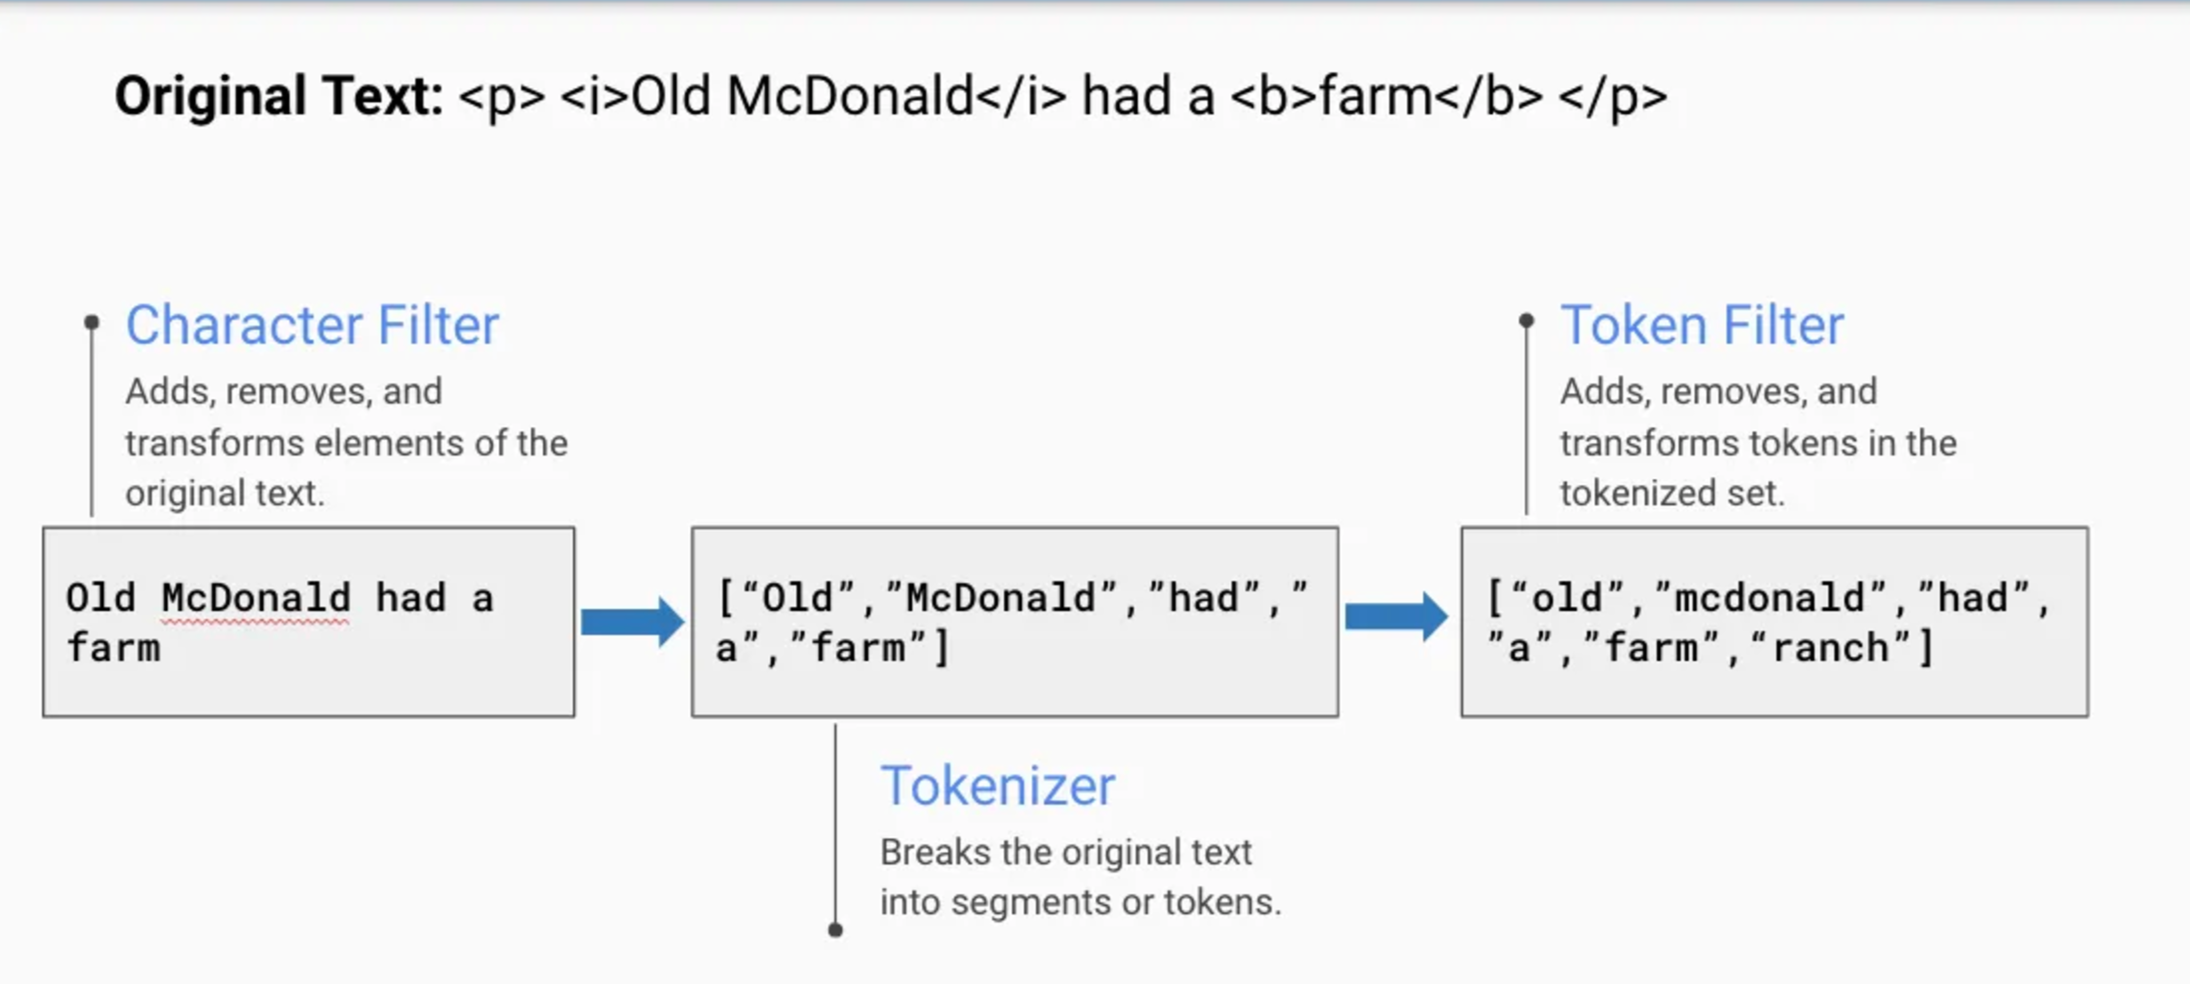 Original Text: <p> <i>Old McDonald</i> had a <b>farm</b> </p>
Character Filter
Adds, removes, and
transforms elements of the
original text.
Old McDonald had a
farm
[“Old”,”McDonald”,”had”,”
a”,”farm”]
Tokenizer
Breaks the original text
into segments or tokens.
Token Filter
Adds, removes, and
transforms tokens in the
tokenized set.
[“old”,”mcdonald”,”had”,
”a”,”farm”,“ranch”]